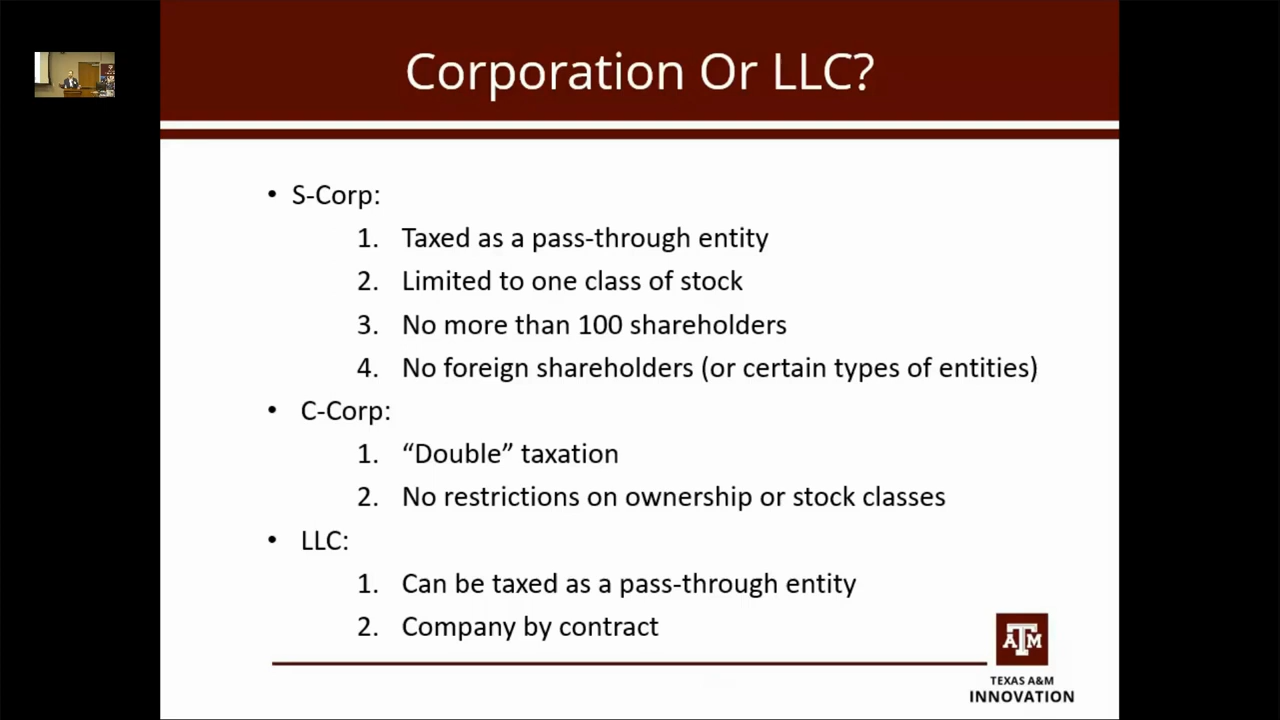 Corporation Or LLC?
• S-Corp:
1. Taxed as a pass-through entity
2. Limited to one class of stock
3. No more than 100 shareholders
4. No foreign shareholders (or certain types of entities)
• C-Corp:
1. “Double” taxation
2. No restrictions on ownership or stock classes
• LLC:
1. Can be taxed as a pass-through entity
2. Company by contract
ATM
TEXAS A&M
INNOVATION